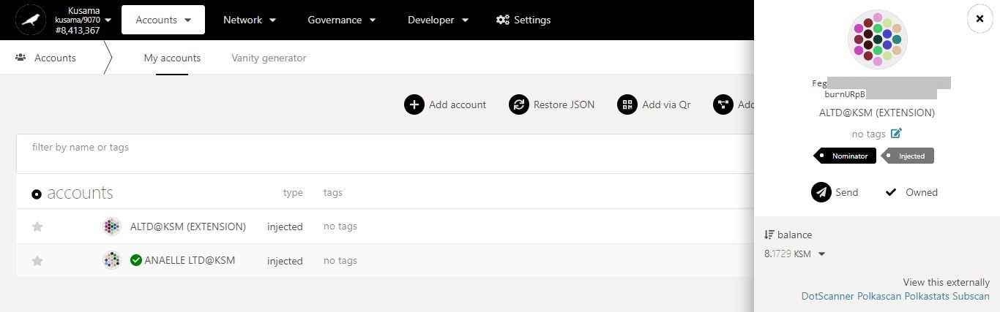 Kusama
kusama/9070
#8,413,367
Accounts
Network
Governance
Developer
Settings
Accounts
My accounts
Vanity generator
Add account
Restore JSON
Add via Qr
Add
filter by name or tags
accounts type tags
ALTD@KSM (EXTENSION) injected no tags
ANAELLE LTD@KSM injected no tags
Feg
burnURpB
ALTD@KSM (EXTENSION)
no tags
Nominator Injected
Send Owned
balance
8.1729 KSM
View this externally
DotScanner Polkascan Polkastats Subscan